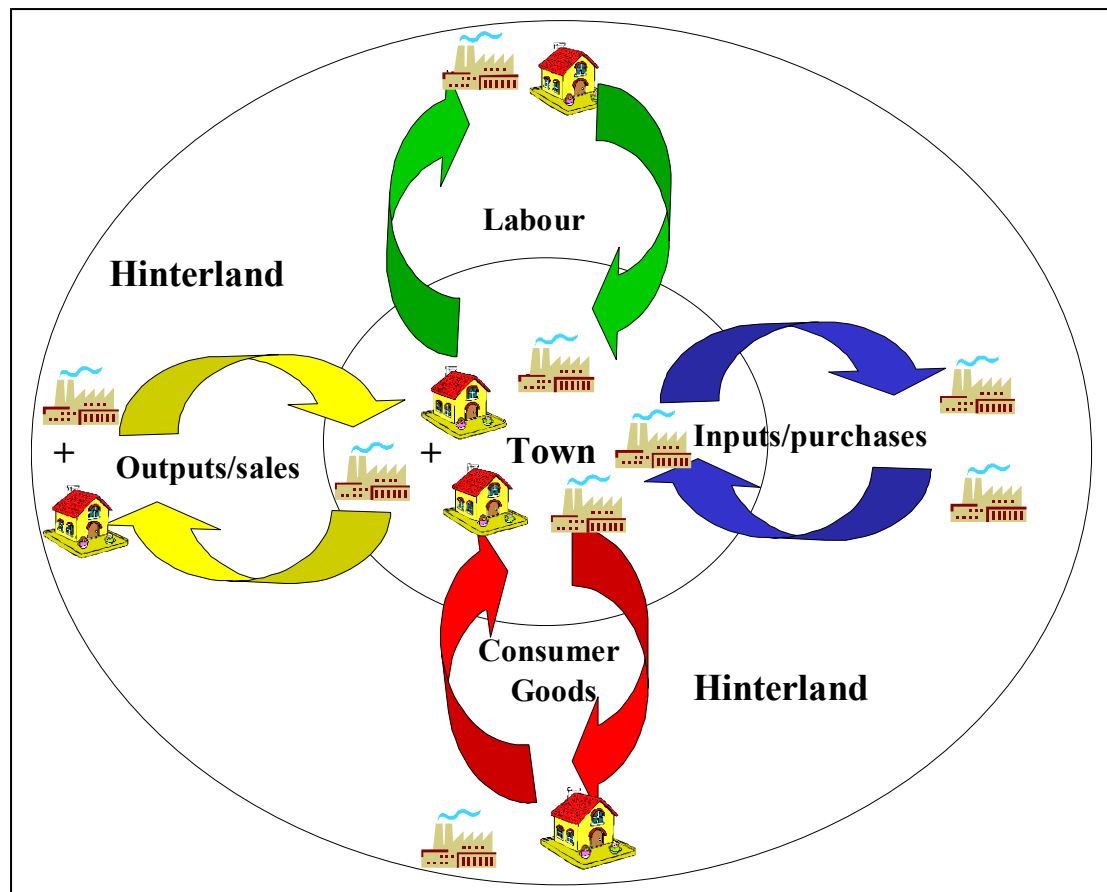 Labour
Hinterland
+
Outputs/sales
+
Town
Inputs/purchases
Consumer
Goods
Hinterland